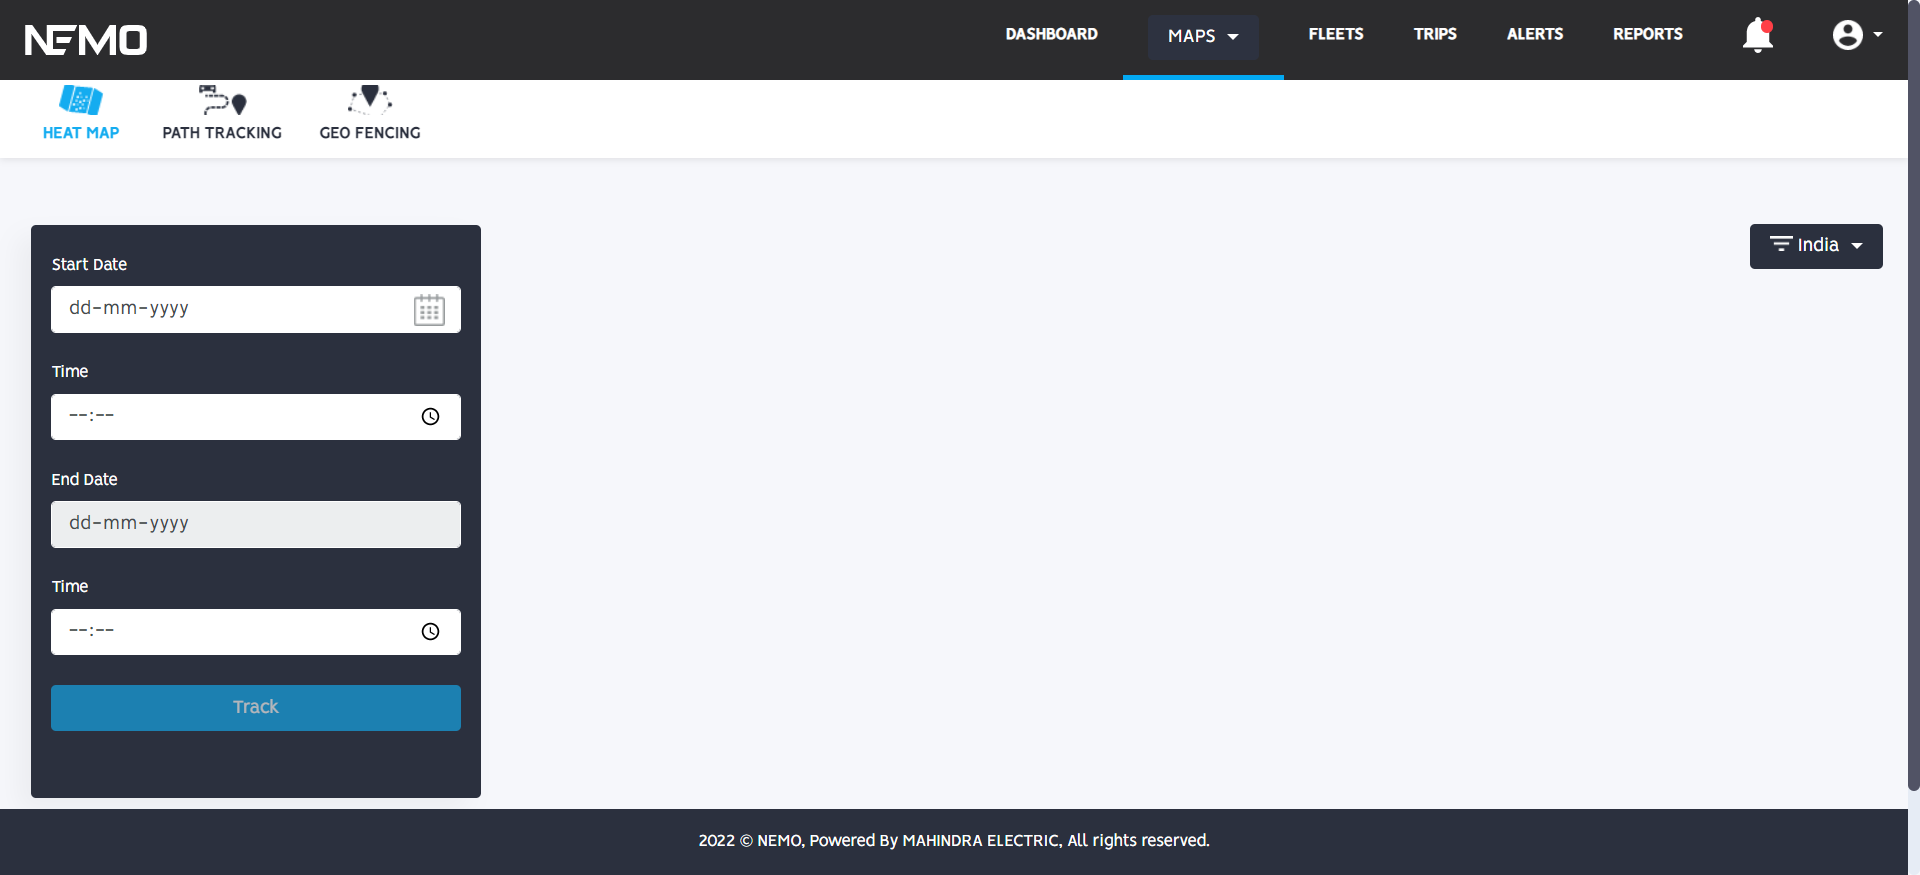 NEMO
DASHBOARD
MAPS
FLEETS
TRIPS
ALERTS
REPORTS
HEAT MAP
PATH TRACKING
GEO FENCING
India
Start Date
dd-mm-yyyy
Time
--:--
End Date
dd-mm-yyyy
Time
--:--
Track
2022 © NEMO, Powered By MAHINDRA ELECTRIC, All rights reserved.